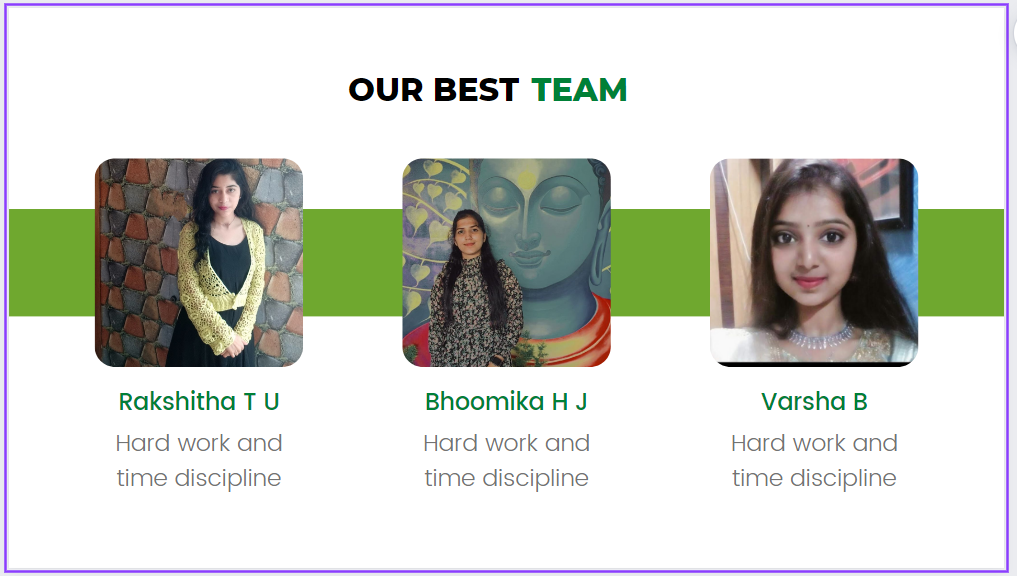 OUR BEST TEAM
Rakshitha T U
Hard work and
time discipline
Bhoomika H J
Hard work and
time discipline
Varsha B
Hard work and
time discipline